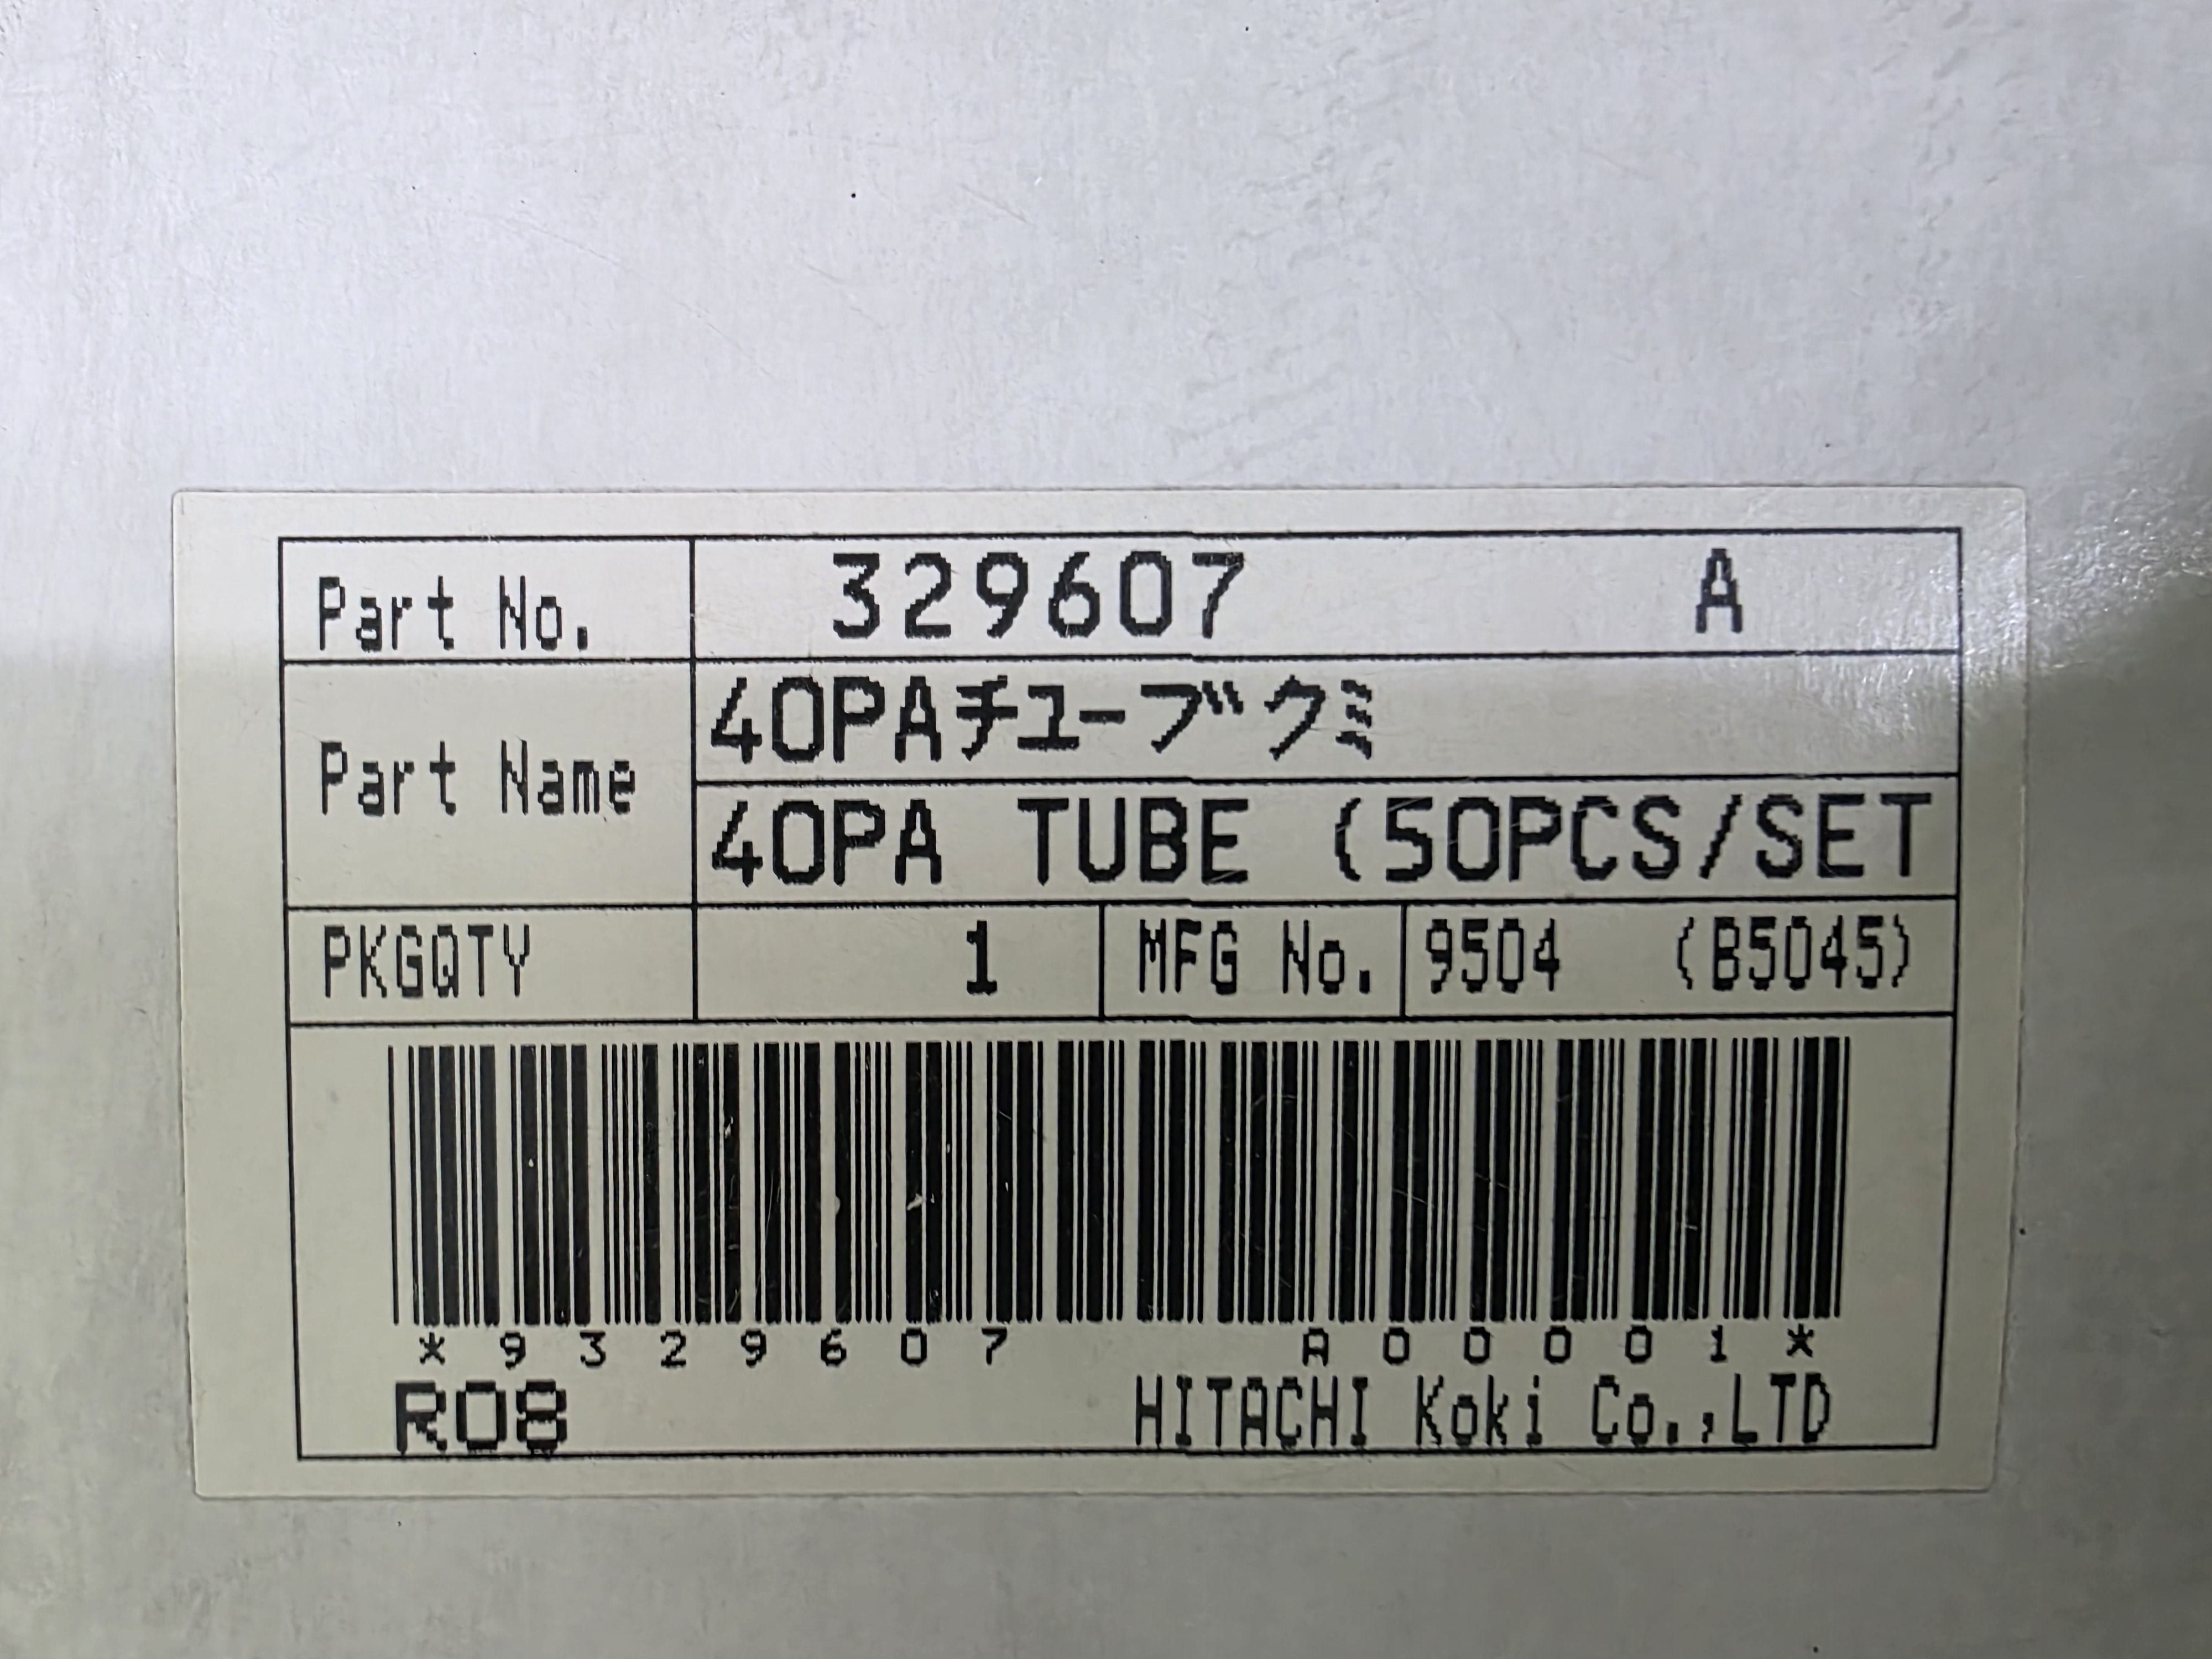 Part No. 329607 A
Part Name 40PAチューブクミ
40PA TUBE (50PCS/SET
PKGQTY 1 MFG No. 9504 (B5045)
*9329607 A00001*
R08 HITACHI Koki Co.,LTD